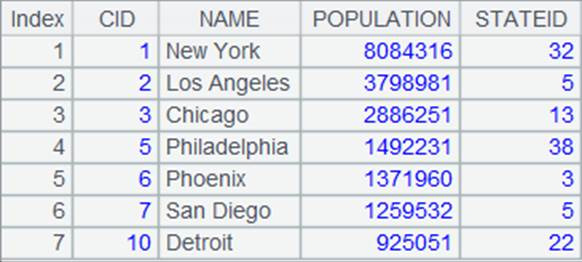 Index CID NAME POPULATION STATEID
1 1 New York 8084316 32
2 2 Los Angeles 3798981 5
3 3 Chicago 2886251 13
4 5 Philadelphia 1492231 38
5 6 Phoenix 1371960 3
6 7 San Diego 1259532 5
7 10 Detroit 925051 22